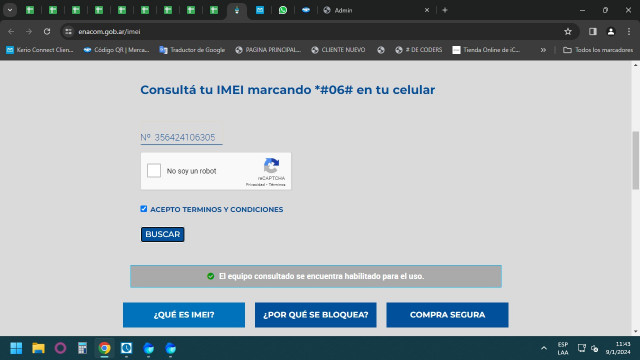 Admin
enacom.gob.ar/imei
Kerio Connect Clien...
Código QR | Merca...
Traductor de Google
PAGINA PRINCIPAL...
CLIENTE NUEVO
# DE CODERS
Tienda Online de iC...
Todos los marcadores
Consultá tu IMEI marcando *#06# en tu celular
Nº 356424106305
No soy un robot
reCAPTCHA
Privacidad - Términos
ACEPTO TERMINOS Y CONDICIONES
BUSCAR
El equipo consultado se encuentra habilitado para el uso.
¿QUÉ ES IMEI?
¿POR QUÉ SE BLOQUEA?
COMPRA SEGURA
ESP
LAA
11:43
9/1/2024